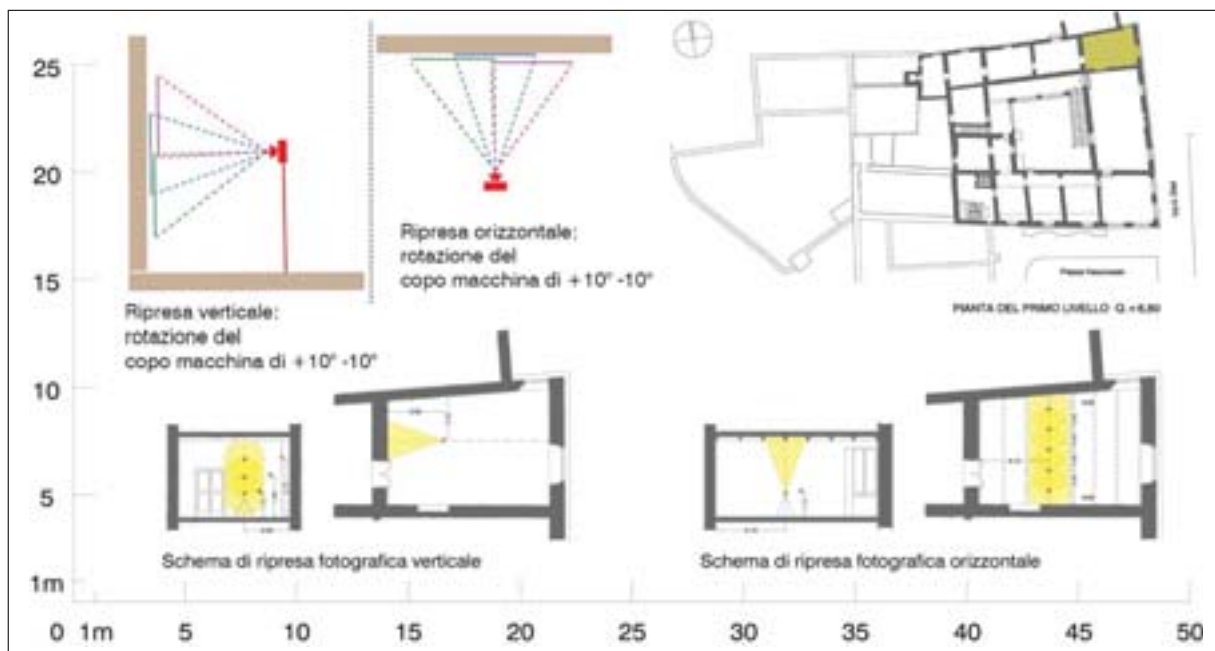 Ripresa orizzontale:
rotazione del
copo macchina di +10° -10°
Ripresa verticale:
rotazione del
copo macchina di +10° -10°
PIANTA DEL PRIMO LIVELLO Q. +6,80
Schema di ripresa fotografica verticale
Schema di ripresa fotografica orizzontale
25
20
15
10
5
1m
0 1m 5 10 15 20 25 30 35 40 45 50